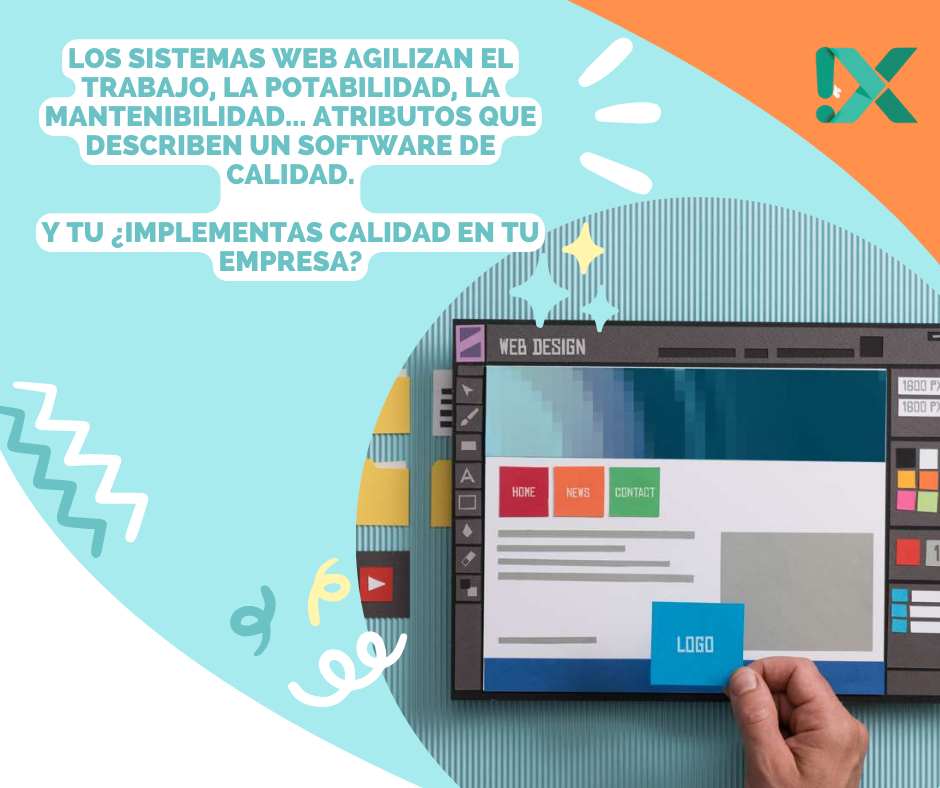 LOS SISTEMAS WEB AGILIZAN EL
TRABAJO, LA POTABILIDAD, LA
MANTENIBILIDAD... ATRIBUTOS QUE
DESCRIBEN UN SOFTWARE DE
CALIDAD.
Y TU ¿IMPLEMENTAS CALIDAD EN TU
EMPRESA?
WEB DESIGN
1600 PX
1600 PX
HOME
NEWS
CONTACT
A
LOGO